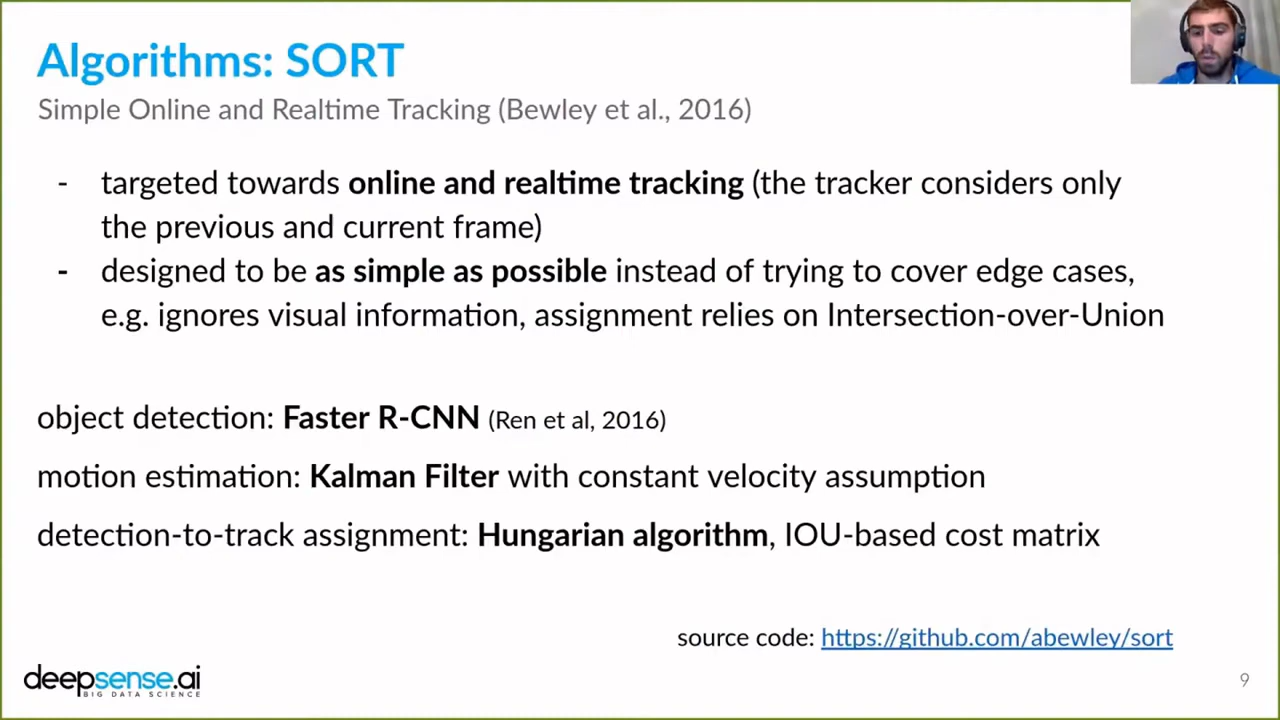 Algorithms: SORT
Simple Online and Realtime Tracking (Bewley et al., 2016)
- targeted towards online and realtime tracking (the tracker considers only
the previous and current frame)
- designed to be as simple as possible instead of trying to cover edge cases,
e.g. ignores visual information, assignment relies on Intersection-over-Union
object detection: Faster R-CNN (Ren et al, 2016)
motion estimation: Kalman Filter with constant velocity assumption
detection-to-track assignment: Hungarian algorithm, IOU-based cost matrix
source code: https://github.com/abewley/sort
deepsense.ai
BIG DATA SCIENCE
9